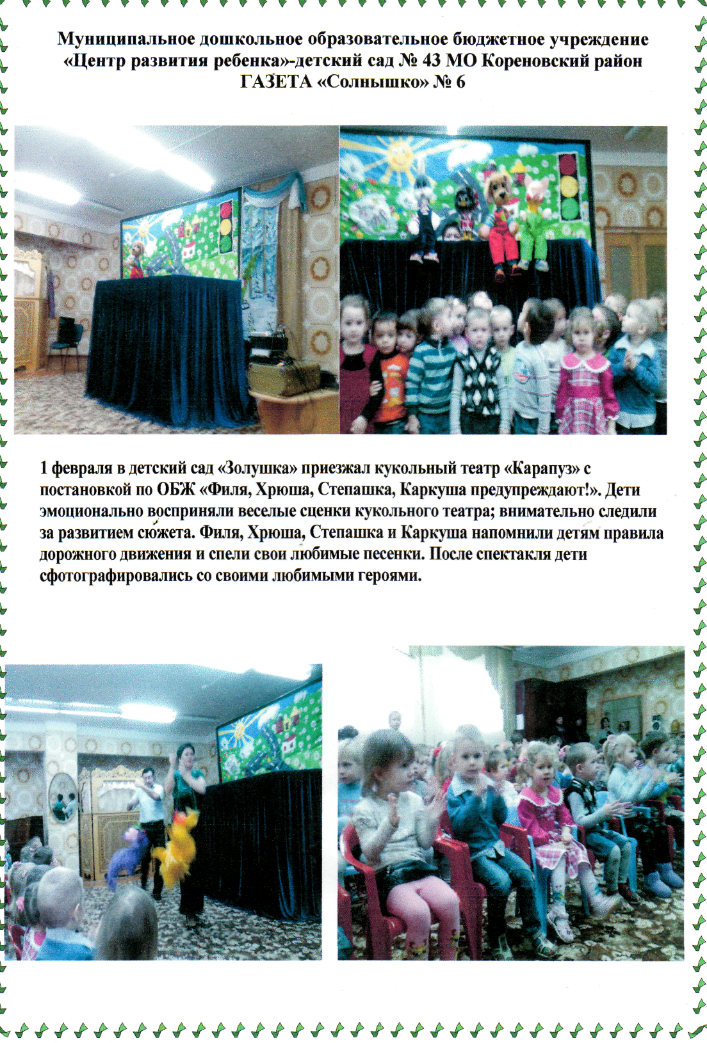 Муниципальное дошкольное образовательное бюджетное учреждение
«Центр развития ребенка»-детский сад № 43 МО Кореновский район
ГАЗЕТА «Солнышко» № 6
1 февраля в детский сад «Золушка» приезжал кукольный театр «Карапуз» с
постановкой по ОБЖ «Филя, Хрюша, Степашка, Каркуша предупреждают!». Дети
эмоционально восприняли веселые сценки кукольного театра; внимательно следили
за развитием сюжета. Филя, Хрюша, Степашка и Каркуша напомнили детям правила
дорожного движения и спели свои любимые песенки. После спектакля дети
сфотографировались со своими любимыми героями.